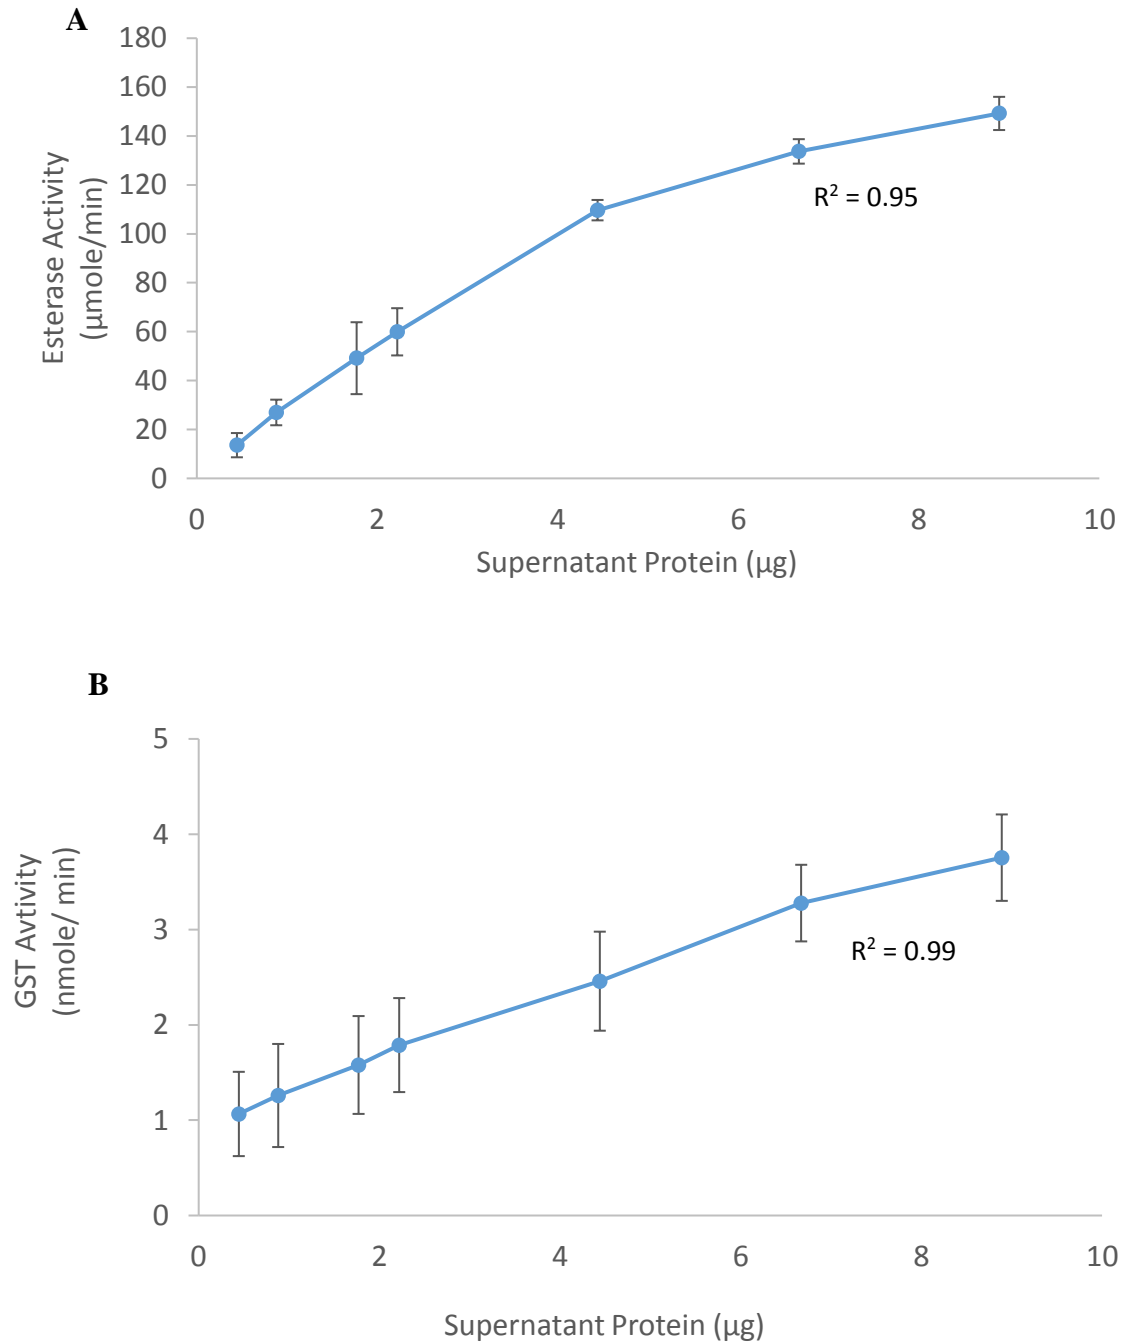 A
180
160
140
120
100
80
60
40
20
0
Esterase Activity
(μmole/min)
R² = 0.95
0 2 4 6 8 10
Supernatant Protein (μg)
B
5
4
3
2
1
0
GST Avtivity
(nmole/ min)
R² = 0.99
0 2 4 6 8 10
Supernatant Protein (μg)